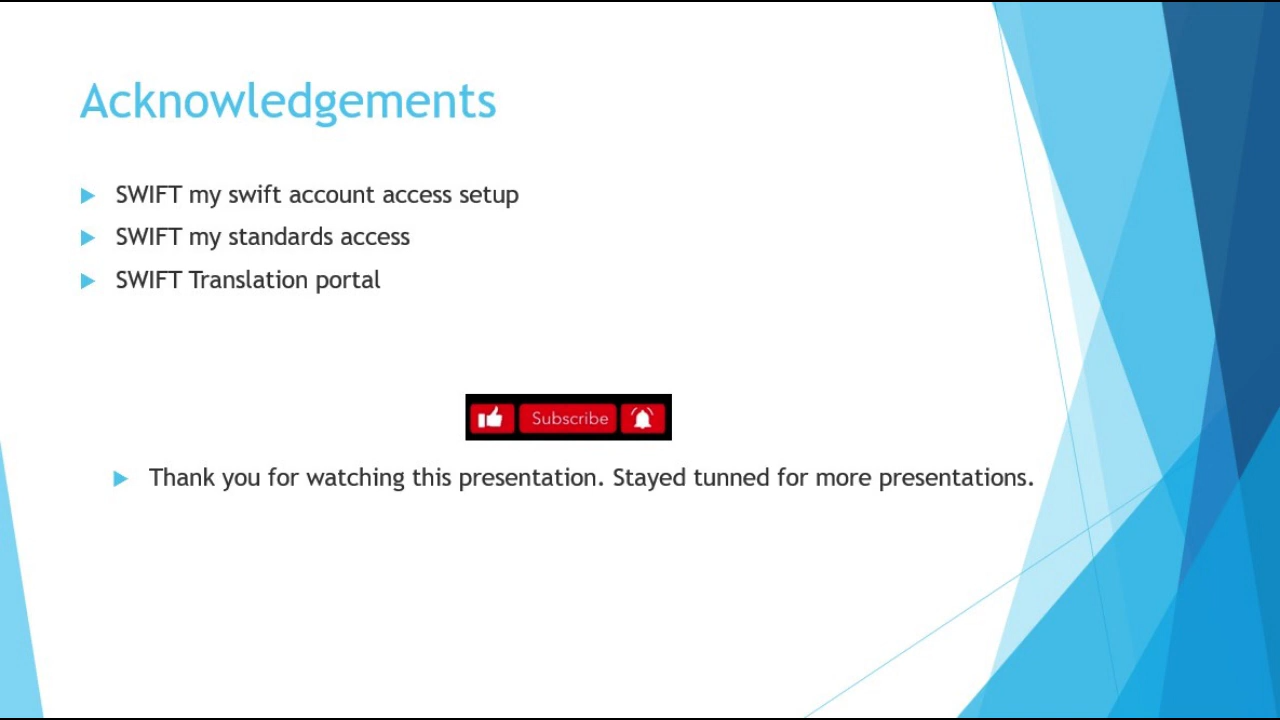 Acknowledgements
SWIFT my swift account access setup
SWIFT my standards access
SWIFT Translation portal
Subscribe
Thank you for watching this presentation. Stayed tunned for more presentations.